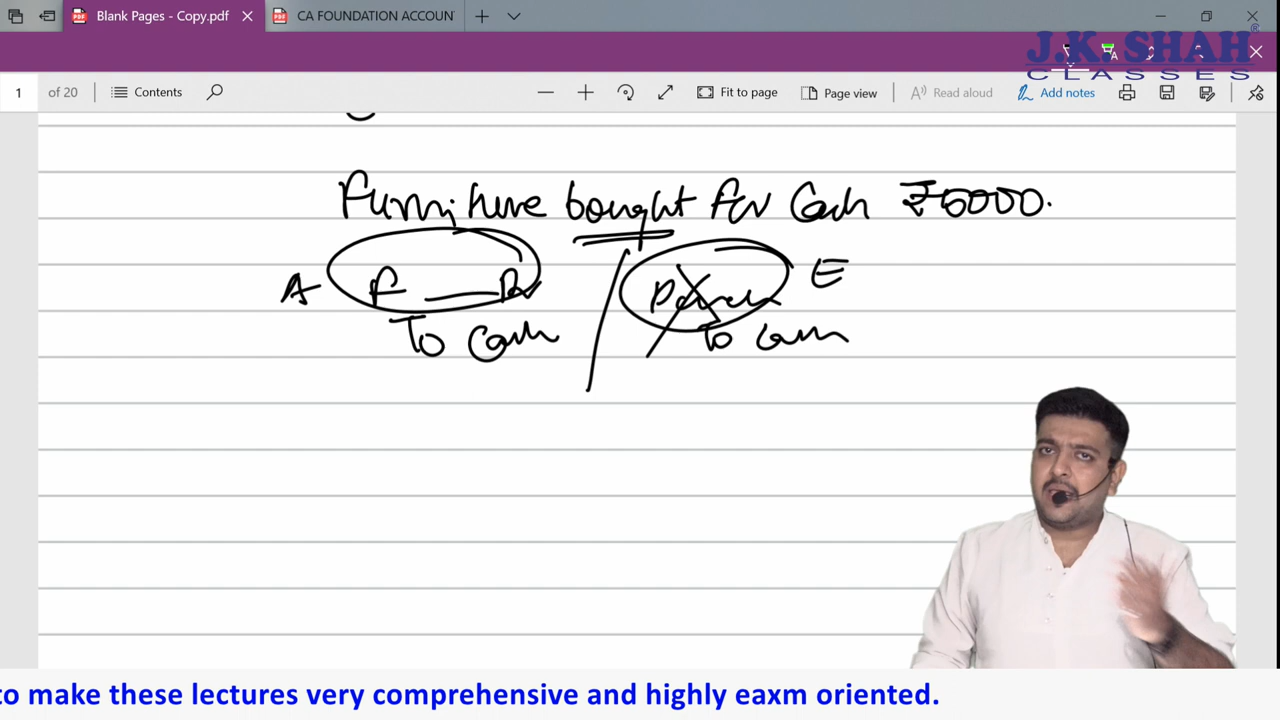 Blank Pages - Copy.pdf
CA FOUNDATION ACCOUN
J.K. SHAH®
CLASSES
1 of 20
Contents
Fit to page
Page view
Read aloud
Add notes
Furniture bought for Cash ₹5000.
A F
E
To Cash
To Cash
to make these lectures very comprehensive and highly eaxm oriented.